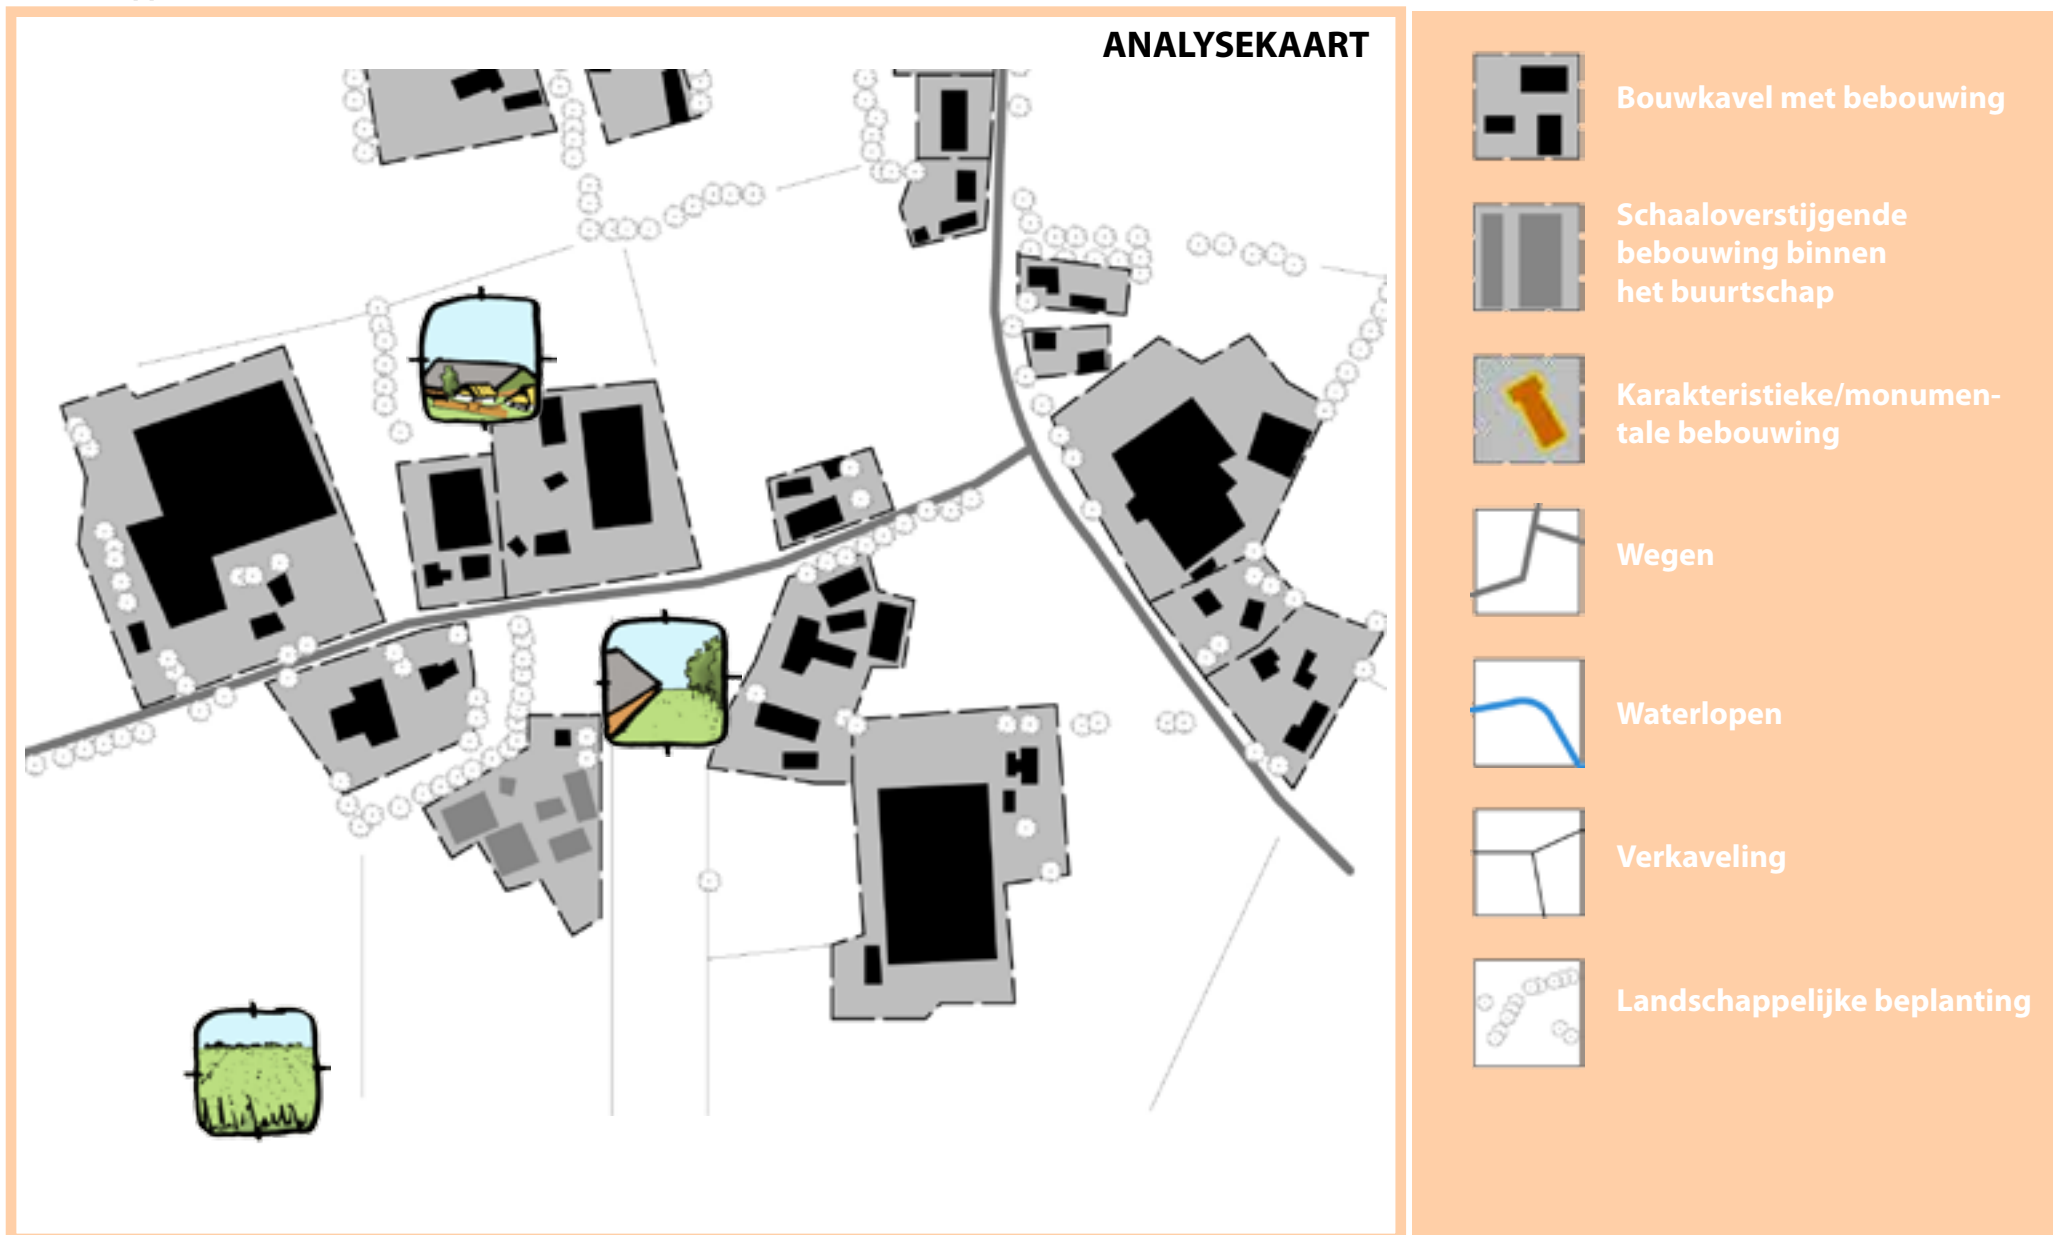 ANALYSEKAART
Bouwkavel met bebouwing
Schaaloverstijgende
bebouwing binnen
het buurtschap
Karakteristieke/monumen-
tale bebouwing
Wegen
Waterlopen
Verkaveling
Landschappelijke beplanting